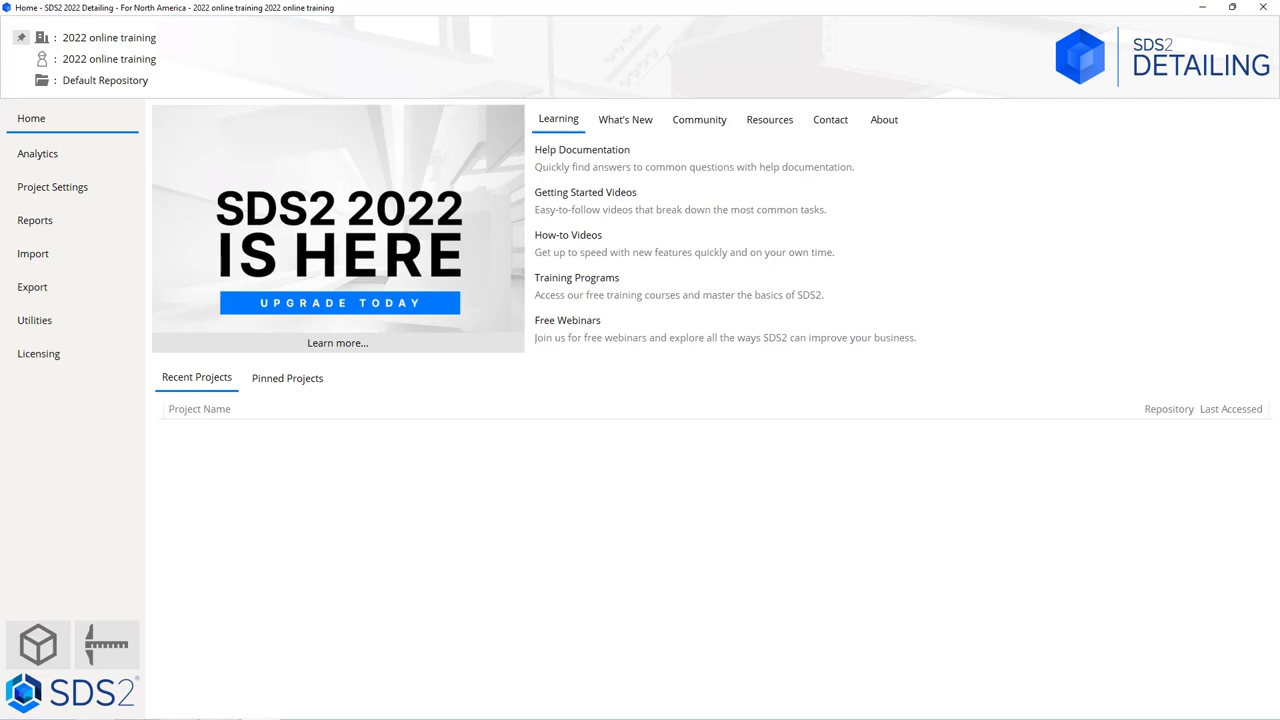 Home - SDS2 2022 Detailing - For North America - 2022 online training 2022 online training
: 2022 online training
: 2022 online training
: Default Repository
SDS2
DETAILING
Home
Analytics
Project Settings
Reports
Import
Export
Utilities
Licensing
SDS2 2022
IS HERE
UPGRADE TODAY
Learn more...
Learning What's New Community Resources Contact About
Help Documentation
Quickly find answers to common questions with help documentation.
Getting Started Videos
Easy-to-follow videos that break down the most common tasks.
How-to Videos
Get up to speed with new features quickly and on your own time.
Training Programs
Access our free training courses and master the basics of SDS2.
Free Webinars
Join us for free webinars and explore all the ways SDS2 can improve your business.
Recent Projects Pinned Projects
Project Name Repository Last Accessed
SDS2